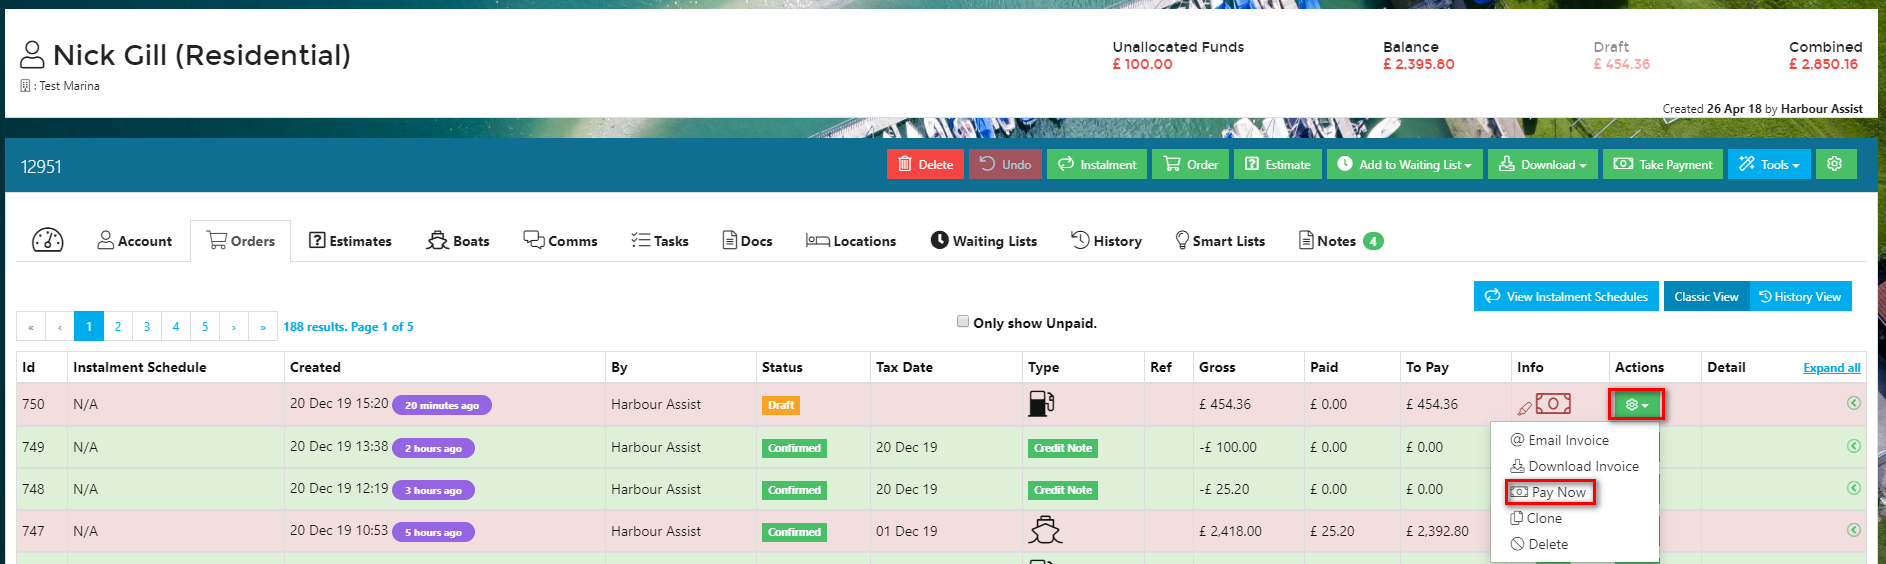 Nick Gill (Residential)
: Test Marina
Unallocated Funds
£ 100.00
Balance
£ 2,395.80
Draft
£ 454.36
Combined
£ 2,850.16
Created 26 Apr 18 by Harbour Assist
12951
Delete Undo Instalment Order Estimate Add to Waiting List Download Take Payment Tools
Account Orders Estimates Boats Comms Tasks Docs Locations Waiting Lists History Smart Lists Notes 4
View Instalment Schedules Classic View History View
« ‹ 1 2 3 4 5 › » 188 results. Page 1 of 5
Only show Unpaid.
Id Instalment Schedule Created By Status Tax Date Type Ref Gross Paid To Pay Info Actions Detail Expand all
750 N/A 20 Dec 19 15:20 20 minutes ago Harbour Assist Draft £ 454.36 £ 0.00 £ 454.36
749 N/A 20 Dec 19 13:38 2 hours ago Harbour Assist Confirmed 20 Dec 19 Credit Note -£ 100.00 £ 0.00 £ 0.00
748 N/A 20 Dec 19 12:19 3 hours ago Harbour Assist Confirmed 20 Dec 19 Credit Note -£ 25.20 £ 0.00 £ 0.00
747 N/A 20 Dec 19 10:53 5 hours ago Harbour Assist Confirmed 01 Dec 19 £ 2,418.00 £ 25.20 £ 2,392.80
Email Invoice
Download Invoice
Pay Now
Clone
Delete